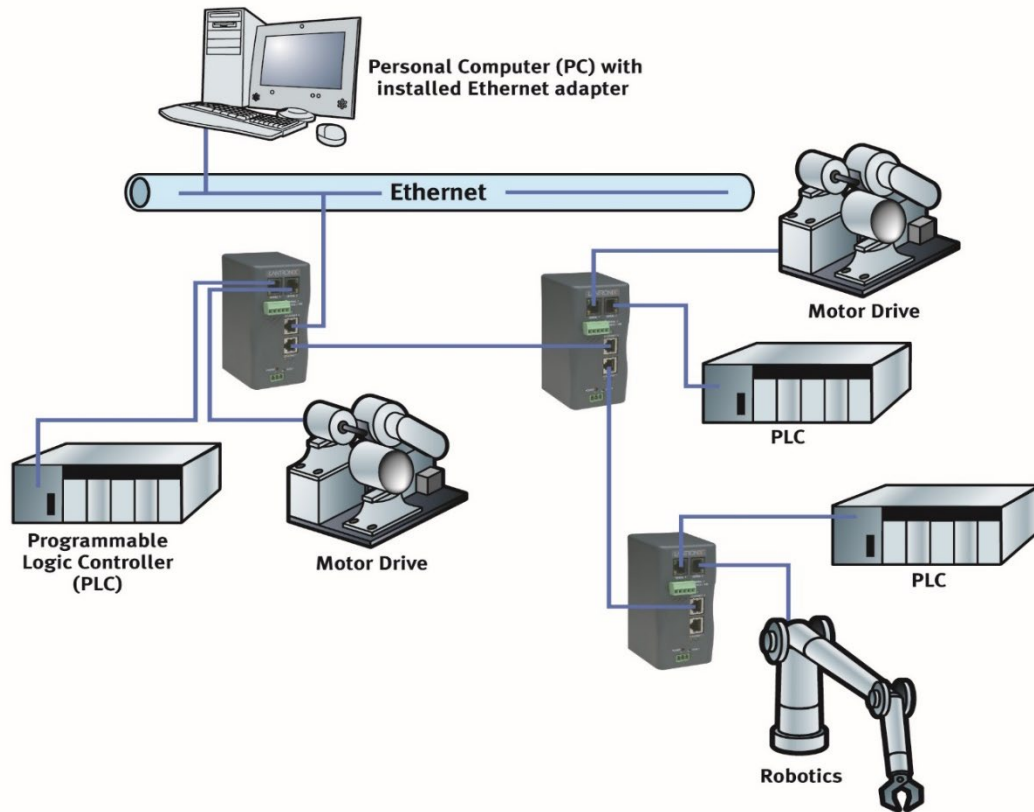 Personal Computer (PC) with
installed Ethernet adapter
Ethernet
Motor Drive
PLC
Programmable
Logic Controller
(PLC)
Motor Drive
PLC
Robotics